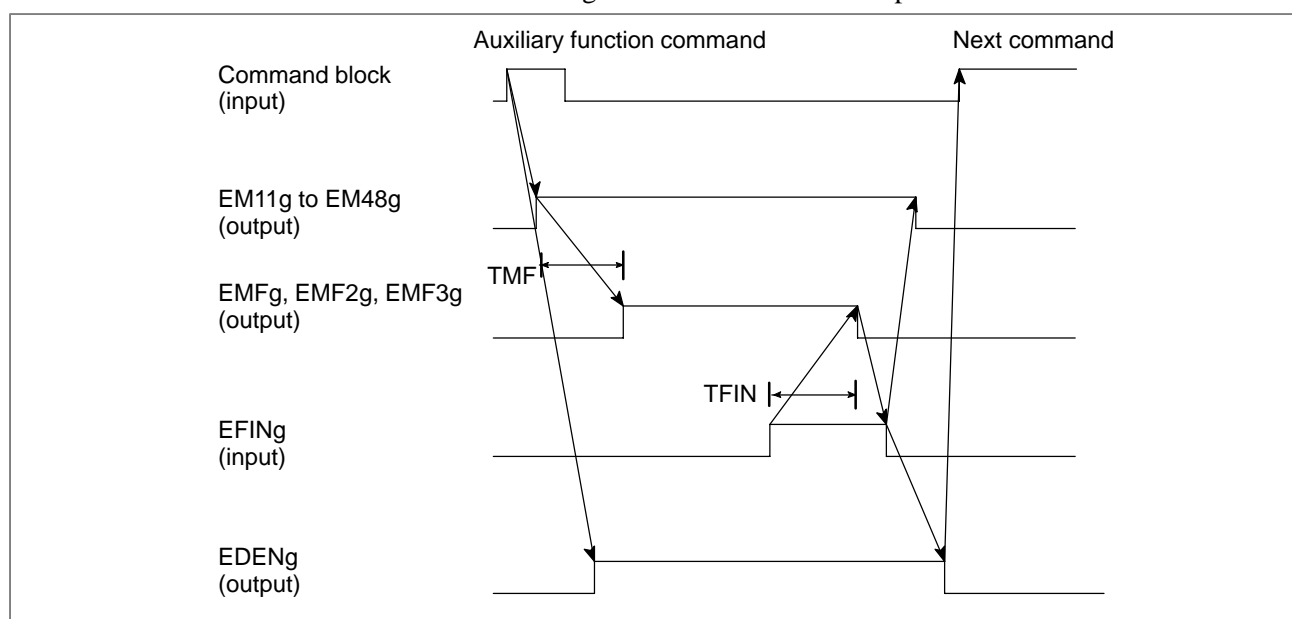 Auxiliary function command
Next command
Command block
(input)
EM11g to EM48g
(output)
TMF
EMFg, EMF2g, EMF3g
(output)
TFIN
EFINg
(input)
EDENg
(output)